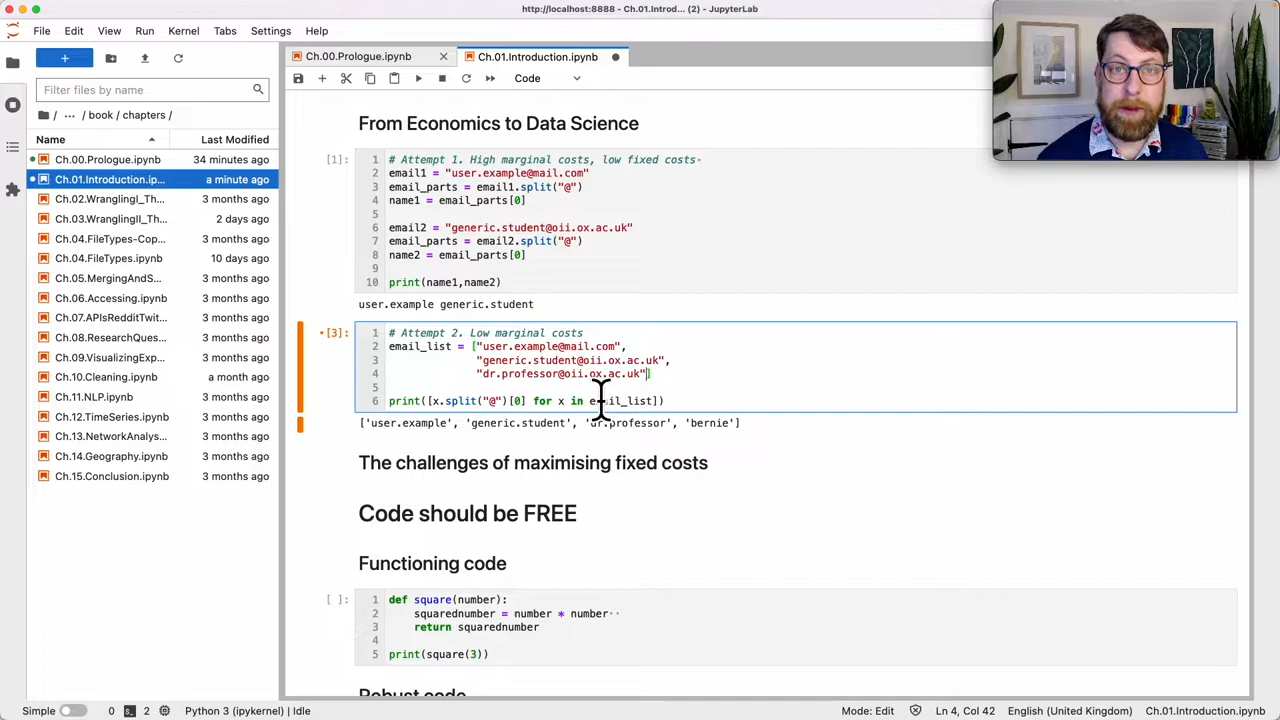 http://localhost:8888 - Ch.01.Introd... (2) - JupyterLab
File Edit View Run Kernel Tabs Settings Help
Ch.00.Prologue.ipynb
Ch.01.Introduction.ipynb
Code
Filter files by name
/ ... / book / chapters /
Name Last Modified
Ch.00.Prologue.ipynb 34 minutes ago
Ch.01.Introduction.ip... a minute ago
Ch.02.WranglingI_Th... 3 months ago
Ch.03.WranglingII_Th... 2 days ago
Ch.04.FileTypes-Cop... 3 months ago
Ch.04.FileTypes.ipynb 10 days ago
Ch.05.MergingAndS... 3 months ago
Ch.06.Accessing.ipynb 3 months ago
Ch.07.APIsRedditTwit... 3 months ago
Ch.08.ResearchQues... 3 months ago
Ch.09.VisualizingExp... 3 months ago
Ch.10.Cleaning.ipynb a month ago
Ch.11.NLP.ipynb 3 months ago
Ch.12.TimeSeries.ipynb 3 months ago
Ch.13.NetworkAnalys... 3 months ago
Ch.14.Geography.ipynb 3 months ago
Ch.15.Conclusion.ipynb 3 months ago
From Economics to Data Science
[1]: 1 # Attempt 1. High marginal costs, low fixed costs·
2 email1 = "user.example@mail.com"
3 email_parts = email1.split("@")
4 name1 = email_parts[0]
5
6 email2 = "generic.student@oii.ox.ac.uk"
7 email_parts = email2.split("@")
8 name2 = email_parts[0]
9
10 print(name1,name2)
user.example generic.student
•[3]: 1 # Attempt 2. Low marginal costs
2 email_list = ["user.example@mail.com",
3 "generic.student@oii.ox.ac.uk",
4 "dr.professor@oii.ox.ac.uk"]
5
6 print([x.split("@")[0] for x in email_list])
['user.example', 'generic.student', 'dr.professor', 'bernie']
The challenges of maximising fixed costs
Code should be FREE
Functioning code
[ ]: 1 def square(number):
2 squarednumber = number * number··
3 return squarednumber
4
5 print(square(3))
Robust code
Simple 0 2 Python 3 (ipykernel) | Idle Mode: Edit Ln 4, Col 42 English (United Kingdom) Ch.01.Introduction.ipynb